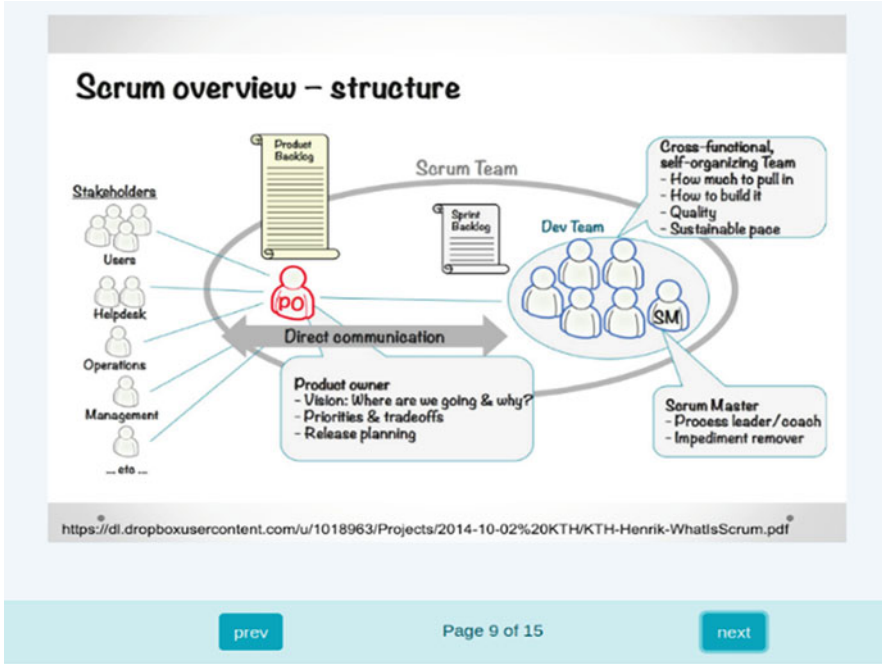 Scrum overview – structure
Product
Backlog
Scrum Team
Cross-functional,
self-organizing Team
- How much to pull in
- How to build it
- Quality
- Sustainable pace
Stakeholders
Users
Helpdesk
Operations
Management
... etc ...
Sprint
Backlog
Dev Team
PO
SM
Direct communication
Product owner
- Vision: Where are we going & why?
- Priorities & tradeoffs
- Release planning
Scrum Master
- Process leader/coach
- Impediment remover
https://dl.dropboxusercontent.com/u/1018963/Projects/2014-10-02%20KTH/KTH-Henrik-WhatIsScrum.pdf
prev
Page 9 of 15
next